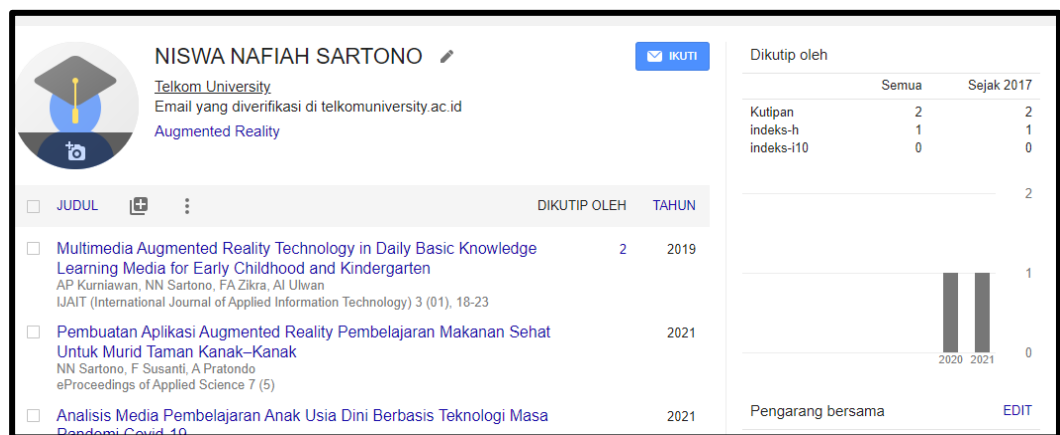 NISWA NAFIAH SARTONO
IKUTI
Telkom University
Email yang diverifikasi di telkomuniversity.ac.id
Augmented Reality
JUDUL DIKUTIP OLEH TAHUN
Multimedia Augmented Reality Technology in Daily Basic Knowledge 2 2019
Learning Media for Early Childhood and Kindergarten
AP Kurniawan, NN Sartono, FA Zikra, AI Ulwan
IJAIT (International Journal of Applied Information Technology) 3 (01), 18-23
Pembuatan Aplikasi Augmented Reality Pembelajaran Makanan Sehat 2021
Untuk Murid Taman Kanak–Kanak
NN Sartono, F Susanti, A Pratondo
eProceedings of Applied Science 7 (5)
Analisis Media Pembelajaran Anak Usia Dini Berbasis Teknologi Masa 2021
Pandemi Covid-19
Dikutip oleh
Semua Sejak 2017
Kutipan 2 2
indeks-h 1 1
indeks-i10 0 0
2
1
0
2020 2021
Pengarang bersama EDIT